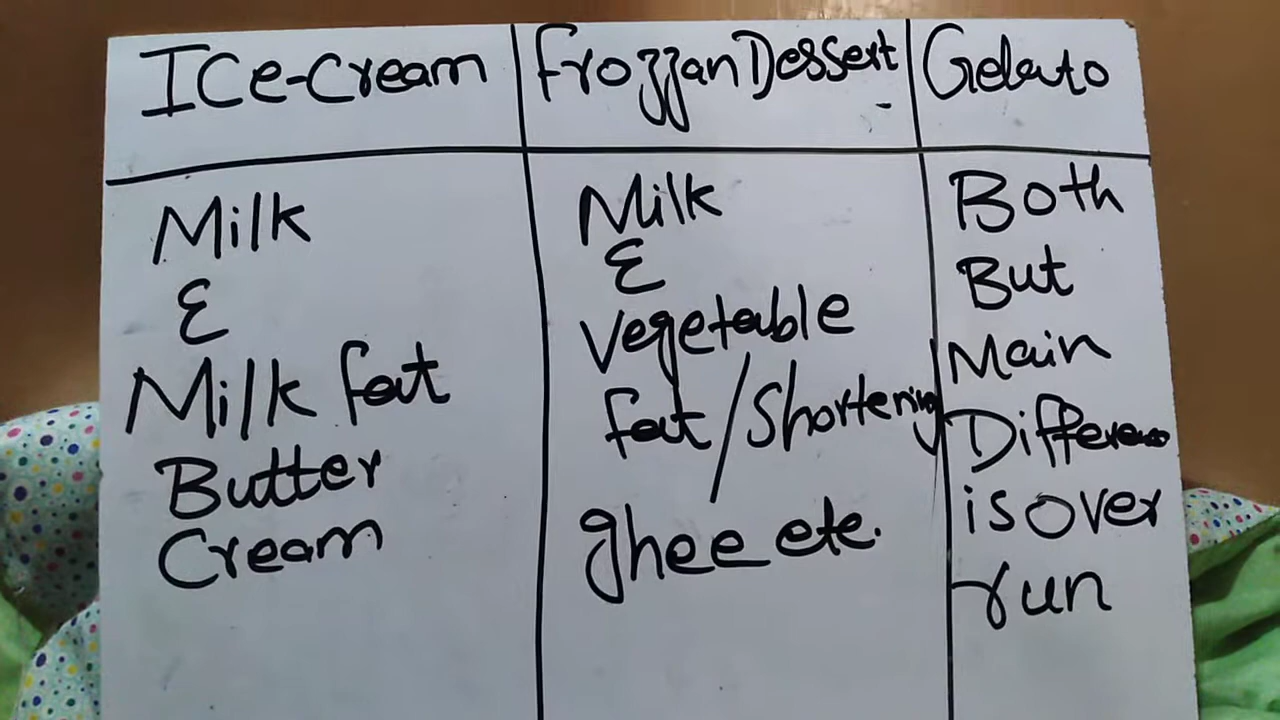 ICe-Cream
Frozzan Dessert
Gelato
Milk
&
Milk fat
Butter
Cream
Milk
&
Vegetable
fat/Shortening
ghee etc.
Both
But
Main
Difference
is over
run